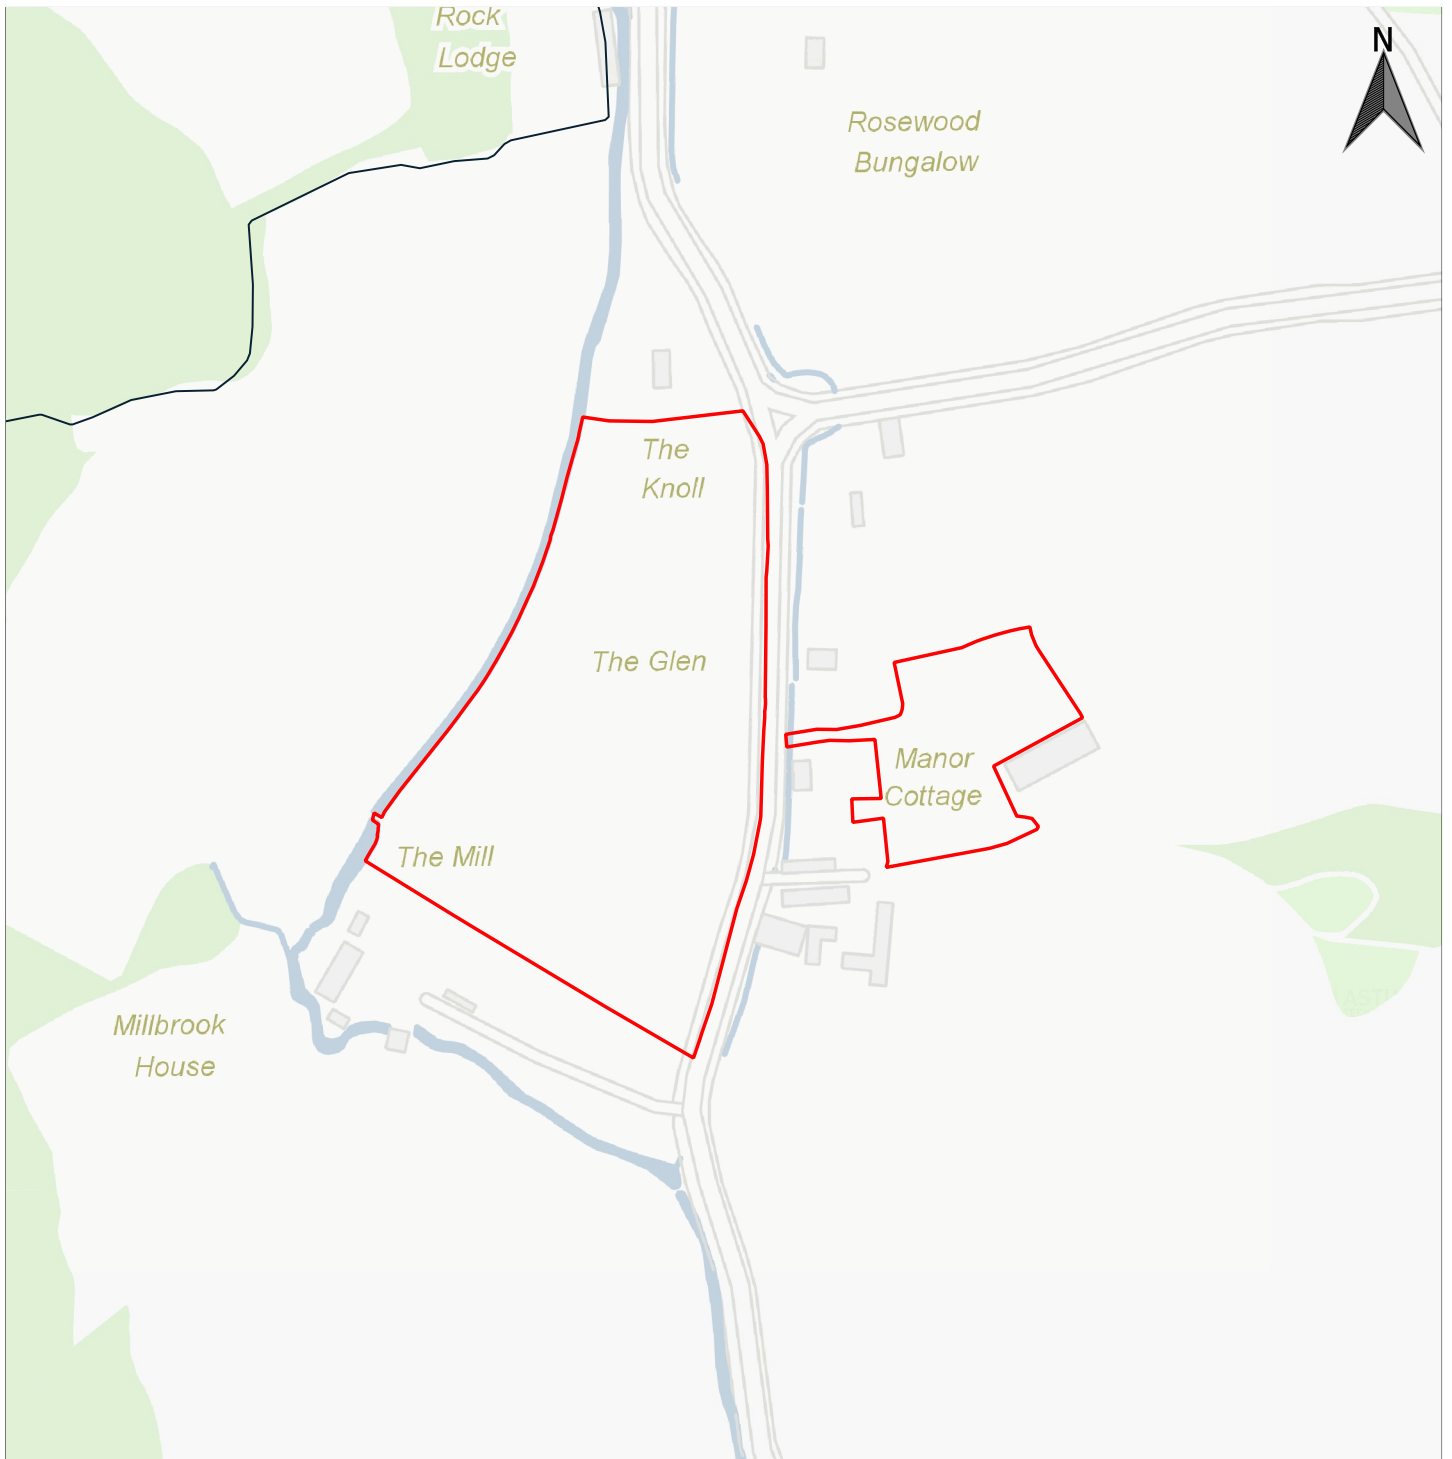 Rock
Lodge
N
Rosewood
Bungalow
The
Knoll
The Glen
Manor
Cottage
The Mill
Millbrook
House